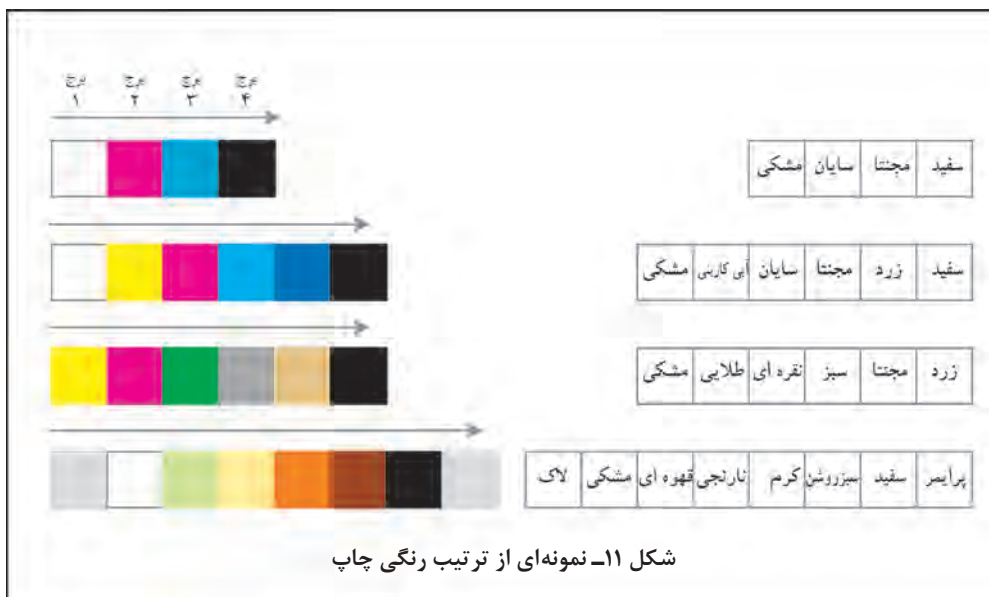 برج برج برج برج
۱ ۲ ۳ ۴
سفید مجنتا سایان مشکی
سفید زرد مجنتا سایان آبی کاربنی مشکی
زرد مجنتا سبز نقره ای طلایی مشکی
پرایمر سفید سبزروشن کرم نارنجی قهوه ای مشکی لاک
شکل ۱۱ـ نمونه‌ای از ترتیب رنگی چاپ